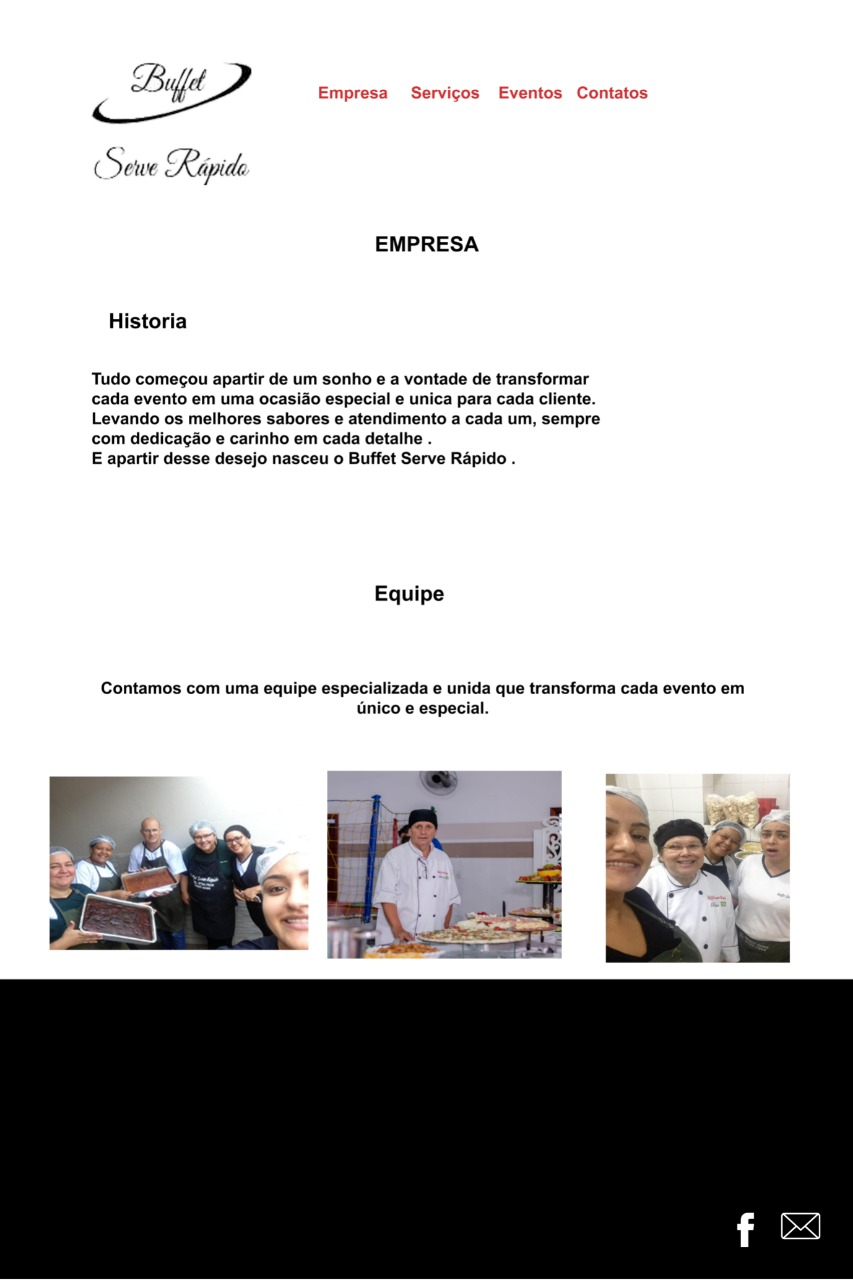 Buffet
Serve Rápido
Empresa Serviços Eventos Contatos
EMPRESA
Historia
Tudo começou apartir de um sonho e a vontade de transformar
cada evento em uma ocasião especial e unica para cada cliente.
Levando os melhores sabores e atendimento a cada um, sempre
com dedicação e carinho em cada detalhe .
E apartir desse desejo nasceu o Buffet Serve Rápido .
Equipe
Contamos com uma equipe especializada e unida que transforma cada evento em
único e especial.